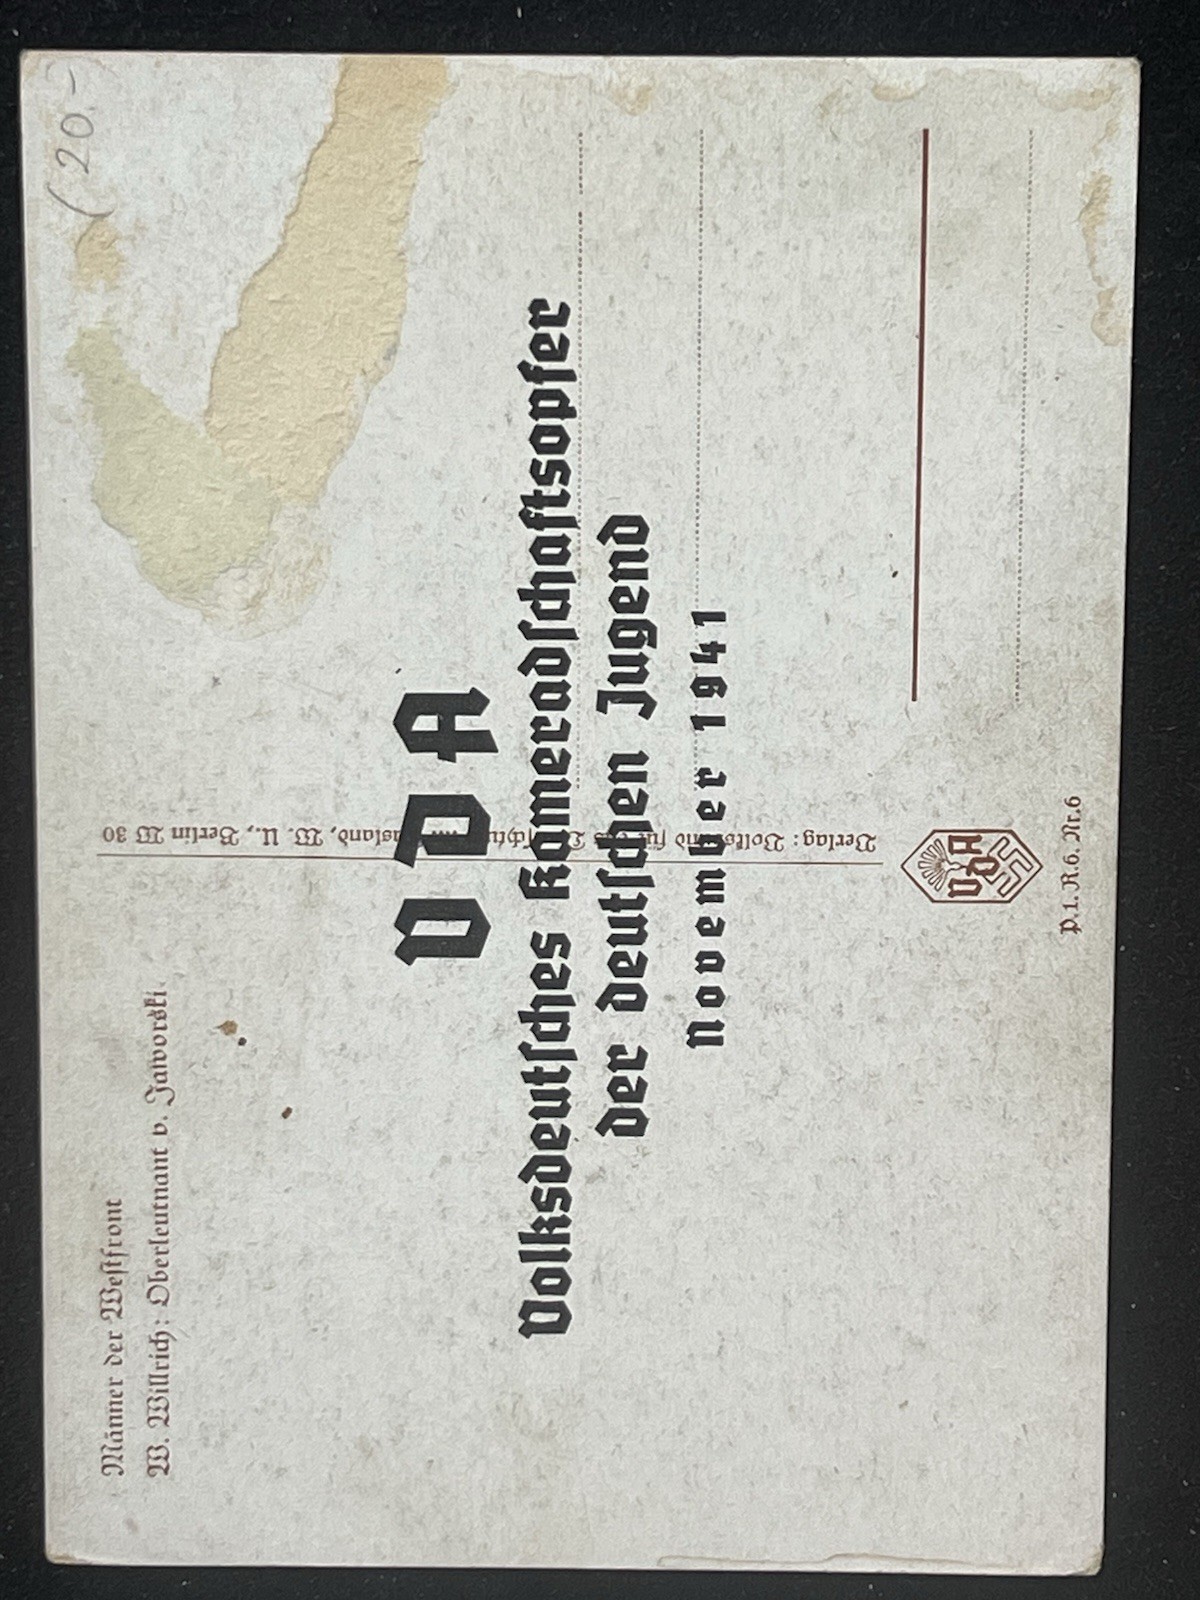 Männer der Westfront
W. Willrich: Oberleutnant v. Jaworski
(20.-
VDA
Volksdeutsches Kameradschaftsopfer
der deutschen Jugend
November 1941
Verlag: Volksbund für das Deutschtum im Ausland, W. U., Berlin W 30
VDA
P. 1. R. 6. Nr. 6